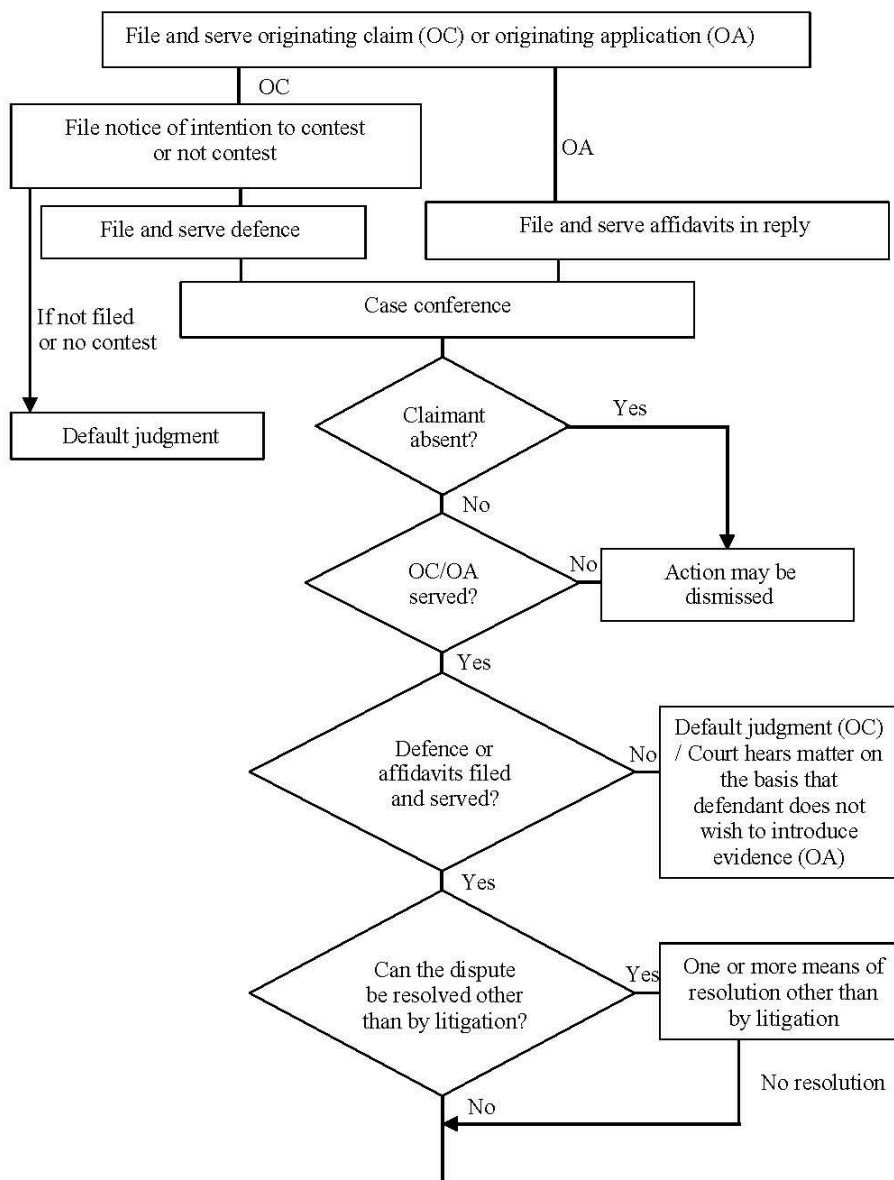 File and serve originating claim (OC) or originating application (OA)
OC
File notice of intention to contest
or not contest
OA
File and serve defence
File and serve affidavits in reply
Case conference
If not filed
or no contest
Default judgment
Claimant
absent?
Yes
No
OC/OA
served?
No
Action may be
dismissed
Yes
Defence or
affidavits filed
and served?
No
Default judgment (OC)
/ Court hears matter on
the basis that
defendant does not
wish to introduce
evidence (OA)
Yes
Can the dispute
be resolved other
than by litigation?
Yes
One or more means of
resolution other than
by litigation
No resolution
No